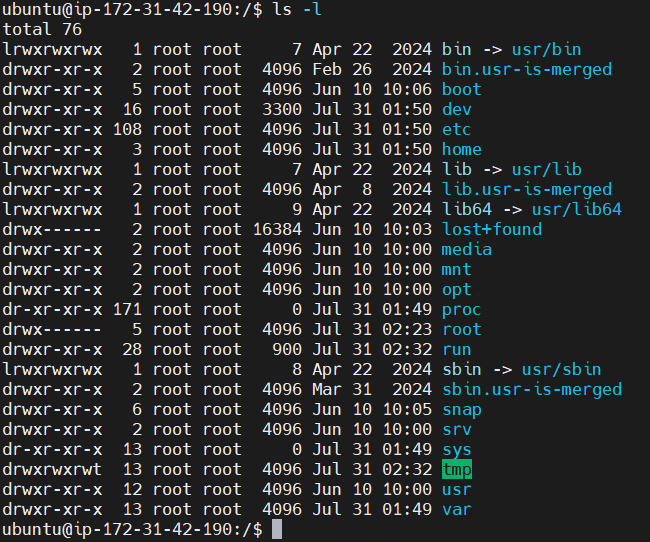 ubuntu@ip-172-31-42-190:/$ ls -l
total 76
lrwxrwxrwx   1 root root     7 Apr 22  2024 bin -> usr/bin
drwxr-xr-x   2 root root  4096 Feb 26  2024 bin.usr-is-merged
drwxr-xr-x   5 root root  4096 Jun 10 10:06 boot
drwxr-xr-x  16 root root  3300 Jul 31 01:50 dev
drwxr-xr-x 108 root root  4096 Jul 31 01:50 etc
drwxr-xr-x   3 root root  4096 Jul 31 01:50 home
lrwxrwxrwx   1 root root     7 Apr 22  2024 lib -> usr/lib
drwxr-xr-x   2 root root  4096 Apr  8  2024 lib.usr-is-merged
lrwxrwxrwx   1 root root     9 Apr 22  2024 lib64 -> usr/lib64
drwx------   2 root root 16384 Jun 10 10:03 lost+found
drwxr-xr-x   2 root root  4096 Jun 10 10:00 media
drwxr-xr-x   2 root root  4096 Jun 10 10:00 mnt
drwxr-xr-x   2 root root  4096 Jun 10 10:00 opt
dr-xr-xr-x 171 root root     0 Jul 31 01:49 proc
drwx------   5 root root  4096 Jul 31 02:23 root
drwxr-xr-x  28 root root   900 Jul 31 02:32 run
lrwxrwxrwx   1 root root     8 Apr 22  2024 sbin -> usr/sbin
drwxr-xr-x   2 root root  4096 Mar 31  2024 sbin.usr-is-merged
drwxr-xr-x   6 root root  4096 Jun 10 10:05 snap
drwxr-xr-x   2 root root  4096 Jun 10 10:00 srv
dr-xr-xr-x  13 root root     0 Jul 31 01:49 sys
drwxrwxrwt  13 root root  4096 Jul 31 02:32 tmp
drwxr-xr-x  12 root root  4096 Jun 10 10:00 usr
drwxr-xr-x  13 root root  4096 Jul 31 01:49 var
ubuntu@ip-172-31-42-190:/$